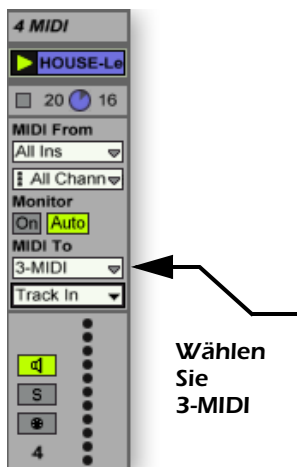 4 MIDI
HOUSE-Le
20 16
MIDI From
All Ins
All Chann
Monitor
On Auto
MIDI To
3-MIDI
Track In
Wählen
Sie
3-MIDI
S
4